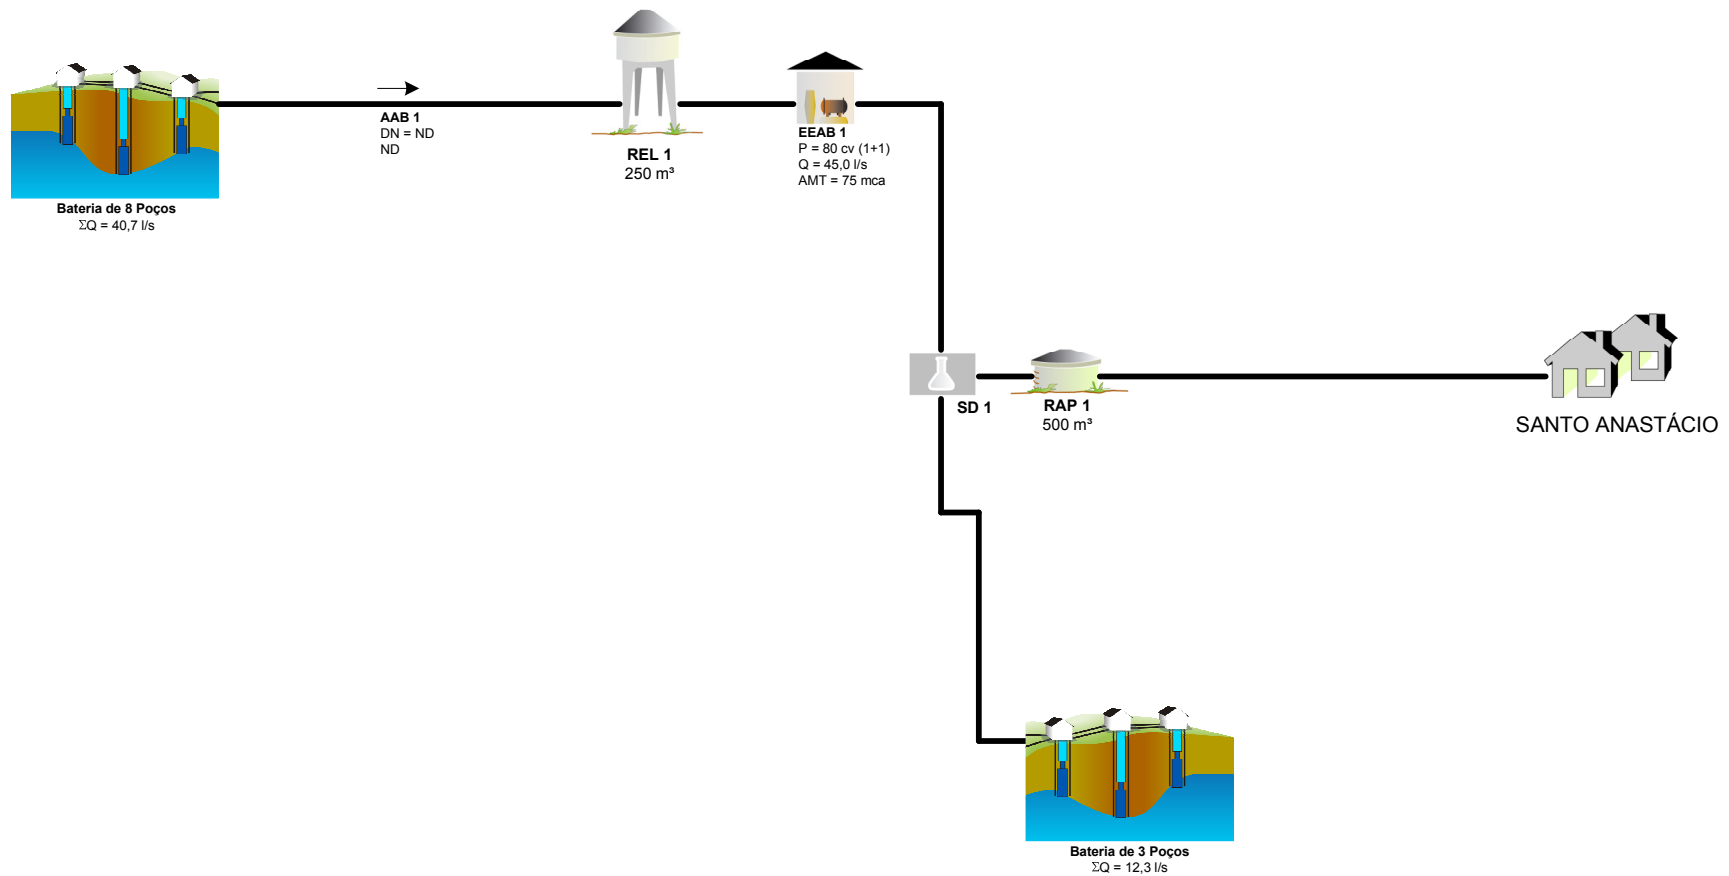 AAB 1
DN = ND
ND
REL 1
250 m³
EEAB 1
P = 80 cv (1+1)
Q = 45,0 l/s
AMT = 75 mca
Bateria de 8 Poços
ΣQ = 40,7 l/s
SD 1
RAP 1
500 m³
SANTO ANASTÁCIO
Bateria de 3 Poços
ΣQ = 12,3 l/s